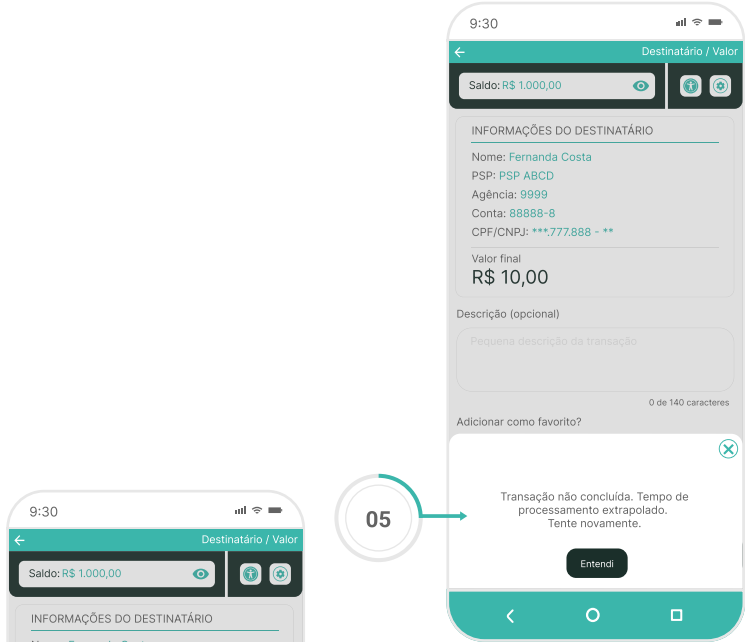 9:30
Destinatário / Valor
Saldo: R$ 1.000,00
INFORMAÇÕES DO DESTINATÁRIO
Nome: Fernanda Costa
PSP: PSP ABCD
Agência: 9999
Conta: 88888-8
CPF/CNPJ: ***.777.888 - **
Valor final
R$ 10,00
Descrição (opcional)
Pequena descrição da transação
0 de 140 caracteres
Adicionar como favorito?
Transação não concluída. Tempo de
processamento extrapolado.
Tente novamente.
Entendi
05
9:30
Destinatário / Valor
Saldo: R$ 1.000,00
INFORMAÇÕES DO DESTINATÁRIO